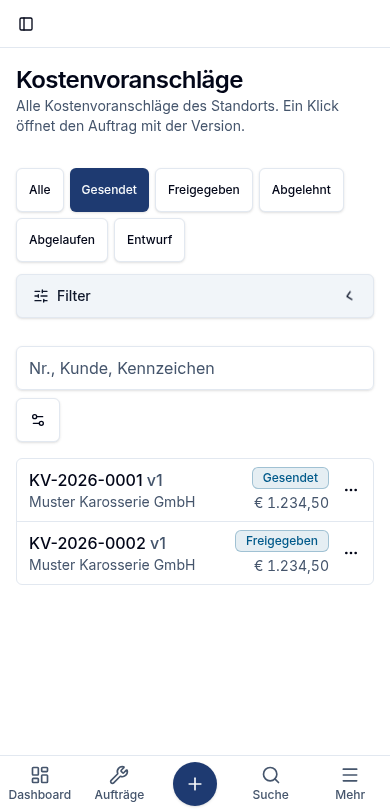 Kostenvoranschläge
Alle Kostenvoranschläge des Standorts. Ein Klick
öffnet den Auftrag mit der Version.
Alle
Gesendet
Freigegeben
Abgelehnt
Abgelaufen
Entwurf
Filter
Nr., Kunde, Kennzeichen
KV-2026-0001 v1
Gesendet
Muster Karosserie GmbH
€ 1.234,50
KV-2026-0002 v1
Freigegeben
Muster Karosserie GmbH
€ 1.234,50
Dashboard
Aufträge
Suche
Mehr